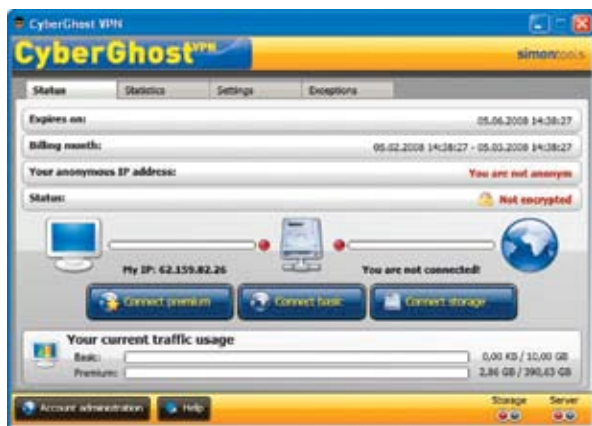 CyberGhost VPN
CyberGhost VPN
simontools
Status Statistics Settings Exceptions
Expires on: 05.06.2008 14:38:27
Billing month: 05.02.2008 14:38:27 - 05.03.2008 14:38:27
Your anonymous IP address: You are not anonym
Status: Not encrypted
My IP: 62.159.82.26 You are not connected!
Connect premium Connect basic Connect storage
Your current traffic usage
Basic: 0,00 KB / 10,00 GB
Premium: 2,86 GB / 390,63 GB
Account administration Help Storage Server